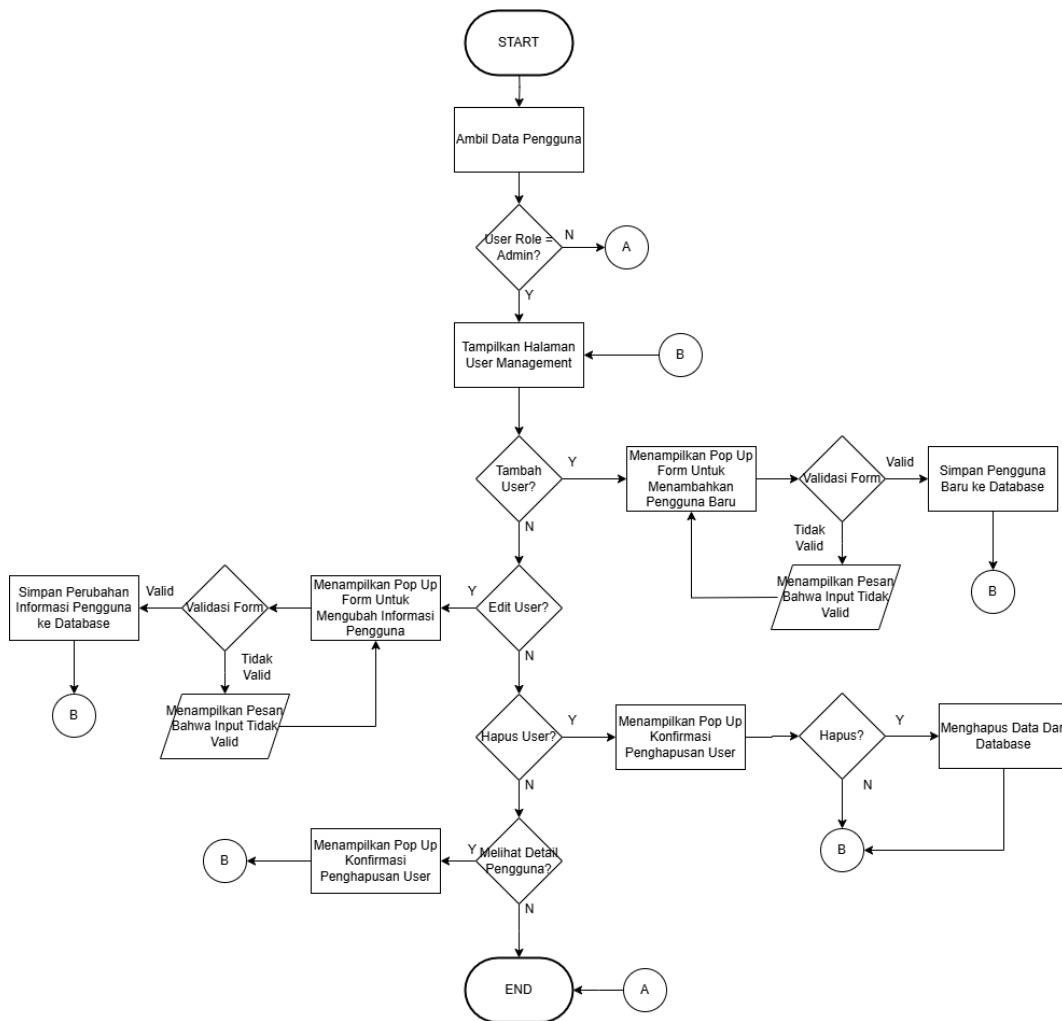 START
Ambil Data Pengguna
User Role =
Admin?
N
A
Y
Tampilkan Halaman
User Management
B
Tambah
User?
Y
Menampilkan Pop Up
Form Untuk
Menambahkan
Pengguna Baru
Validasi Form
Valid
Simpan Pengguna
Baru ke Database
N
Tidak
Valid
Menampilkan Pesan
Bahwa Input Tidak
Valid
B
Edit User?
Y
Menampilkan Pop Up
Form Untuk
Mengubah Informasi
Pengguna
Validasi Form
Valid
Simpan Perubahan
Informasi Pengguna
ke Database
N
Tidak
Valid
Menampilkan Pesan
Bahwa Input Tidak
Valid
B
Hapus User?
Y
Menampilkan Pop Up
Konfirmasi
Penghapusan User
Hapus?
Y
Menghapus Data Dar
Database
N
N
B
Melihat Detail
Pengguna?
Y
Menampilkan Pop Up
Konfirmasi
Penghapusan User
B
N
END
A